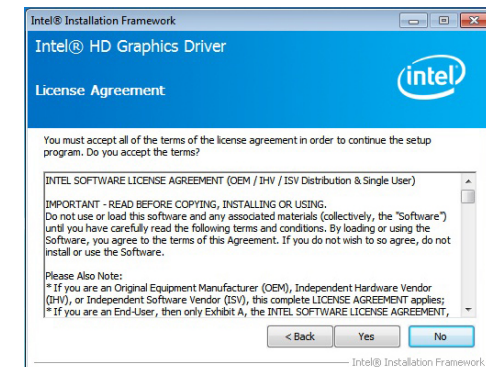 Intel® Installation Framework
Intel® HD Graphics Driver
License Agreement
intel
You must accept all of the terms of the license agreement in order to continue the setup
program. Do you accept the terms?
INTEL SOFTWARE LICENSE AGREEMENT (OEM / IHV / ISV Distribution & Single User)
IMPORTANT - READ BEFORE COPYING, INSTALLING OR USING.
Do not use or load this software and any associated materials (collectively, the "Software")
until you have carefully read the following terms and conditions. By loading or using the
Software, you agree to the terms of this Agreement. If you do not wish to so agree, do not
install or use the Software.
Please Also Note:
* If you are an Original Equipment Manufacturer (OEM), Independent Hardware Vendor
(IHV), or Independent Software Vendor (ISV), this complete LICENSE AGREEMENT applies;
* If you are an End-User, then only Exhibit A, the INTEL SOFTWARE LICENSE AGREEMENT,
< Back Yes No
Intel® Installation Framework